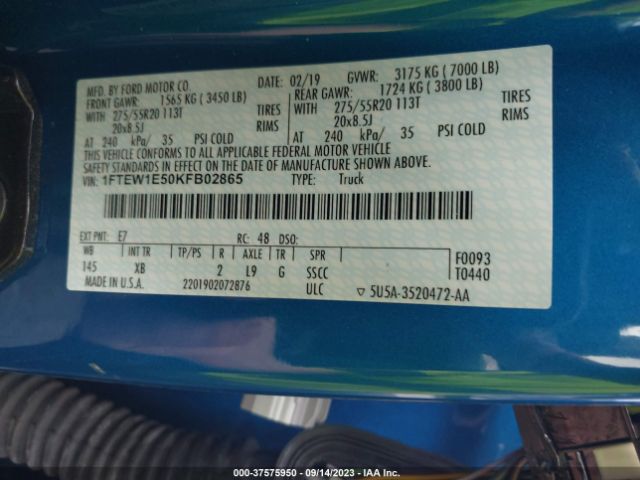 MFD. BY FORD MOTOR CO.
DATE: 02/19 GVWR: 3175 KG ( 7000 LB)
FRONT GAWR: 1565 KG ( 3450 LB) REAR GAWR: 1724 KG ( 3800 LB)
WITH 275/55R20 113T TIRES WITH 275/55R20 113T TIRES
20x8.5J RIMS 20x8.5J RIMS
AT 240 kPa/ 35 PSI COLD AT 240 kPa/ 35 PSI COLD
THIS VEHICLE CONFORMS TO ALL APPLICABLE FEDERAL MOTOR VEHICLE
SAFETY STANDARDS IN EFFECT ON THE DATE OF MANUFACTURE SHOWN ABOVE.
VIN: 1FTEW1E50KFB02865 TYPE: Truck
EXT PNT: E7 RC: 48 DSO:
WB INT TR TP/PS R AXLE TR SPR F0093
145 XB 2 L9 G SSCC T0440
MADE IN U.S.A. 2201902072876 ULC ▽ 5U5A-3520472-AA
000-37575950 - 09/14/2023 - IAA Inc.